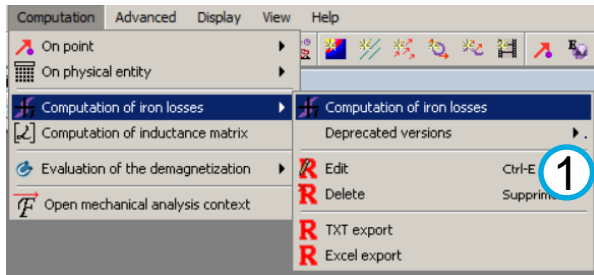 Computation Advanced Display View Help
On point
On physical entity
Computation of iron losses
Computation of inductance matrix
Evaluation of the demagnetization
Open mechanical analysis context
Computation of iron losses
Deprecated versions
Edit Ctrl-E
Delete
TXT export
Excel export
1